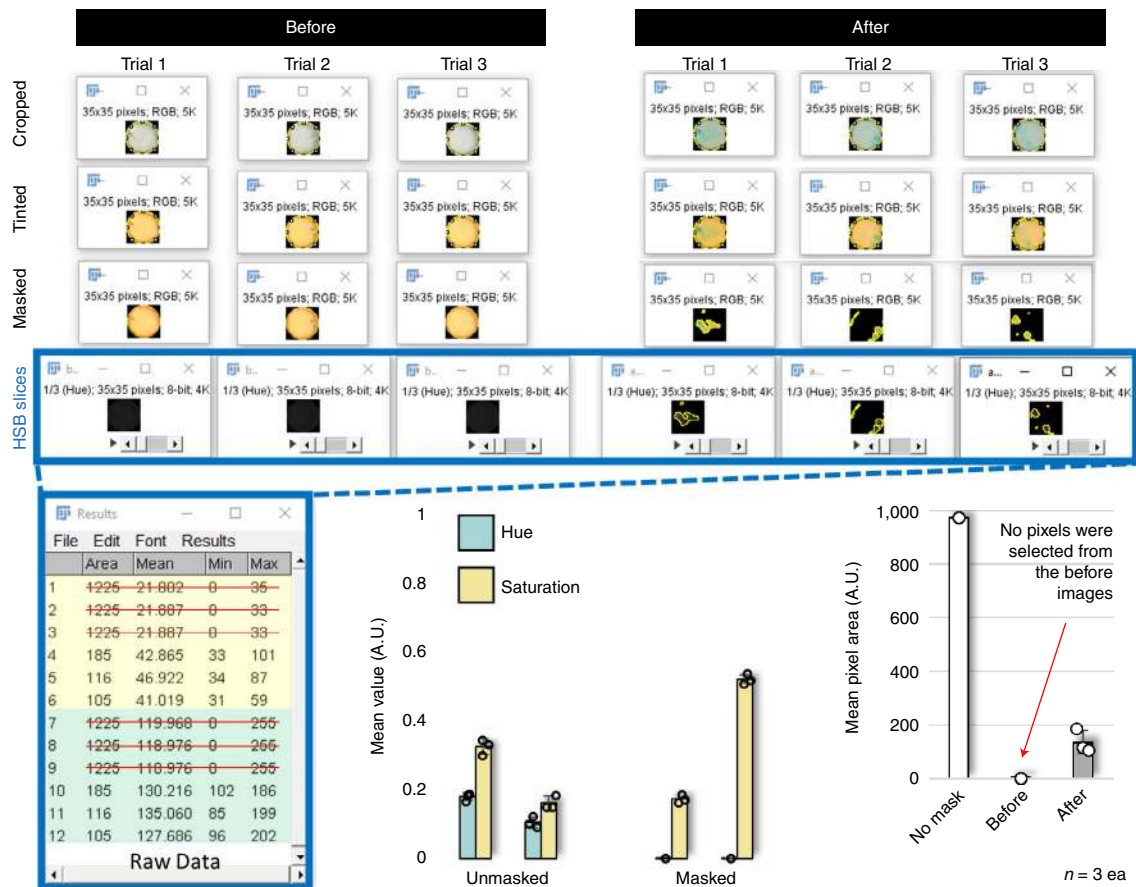 Before
After
Trial 1 Trial 2 Trial 3
Trial 1 Trial 2 Trial 3
Cropped
35x35 pixels; RGB; 5K
35x35 pixels; RGB; 5K
35x35 pixels; RGB; 5K
35x35 pixels; RGB; 5K
35x35 pixels; RGB; 5K
35x35 pixels; RGB; 5K
Tinted
35x35 pixels; RGB; 5K
35x35 pixels; RGB; 5K
35x35 pixels; RGB; 5K
35x35 pixels; RGB; 5K
35x35 pixels; RGB; 5K
35x35 pixels; RGB; 5K
Masked
35x35 pixels; RGB; 5K
35x35 pixels; RGB; 5K
35x35 pixels; RGB; 5K
35x35 pixels; RGB; 5K
35x35 pixels; RGB; 5K
35x35 pixels; RGB; 5K
HSB slices
b...
1/3 (Hue); 35x35 pixels; 8-bit; 4K
b...
1/3 (Hue); 35x35 pixels; 8-bit; 4K
b...
1/3 (Hue); 35x35 pixels; 8-bit; 4K
a...
1/3 (Hue); 35x35 pixels; 8-bit; 4K
a...
1/3 (Hue); 35x35 pixels; 8-bit; 4K
a...
1/3 (Hue); 35x35 pixels; 8-bit; 4K
Results
File Edit Font Results
Area Mean Min Max
1 1225 21.802 0 35
2 1225 21.887 0 33
3 1225 21.887 0 33
4 185 42.865 33 101
5 116 46.922 34 87
6 105 41.019 31 59
7 1225 119.968 0 255
8 1225 118.976 0 255
9 1225 118.976 0 255
10 185 130.216 102 186
11 116 135.060 85 199
12 105 127.686 96 202
Raw Data
Mean value (A.U.)
1
0.8
0.6
0.4
0.2
0
Hue
Saturation
Unmasked
Masked
Mean pixel area (A.U.)
1,000
800
600
400
200
0
No pixels were
selected from
the before
images
No mask
Before
After
n = 3 ea